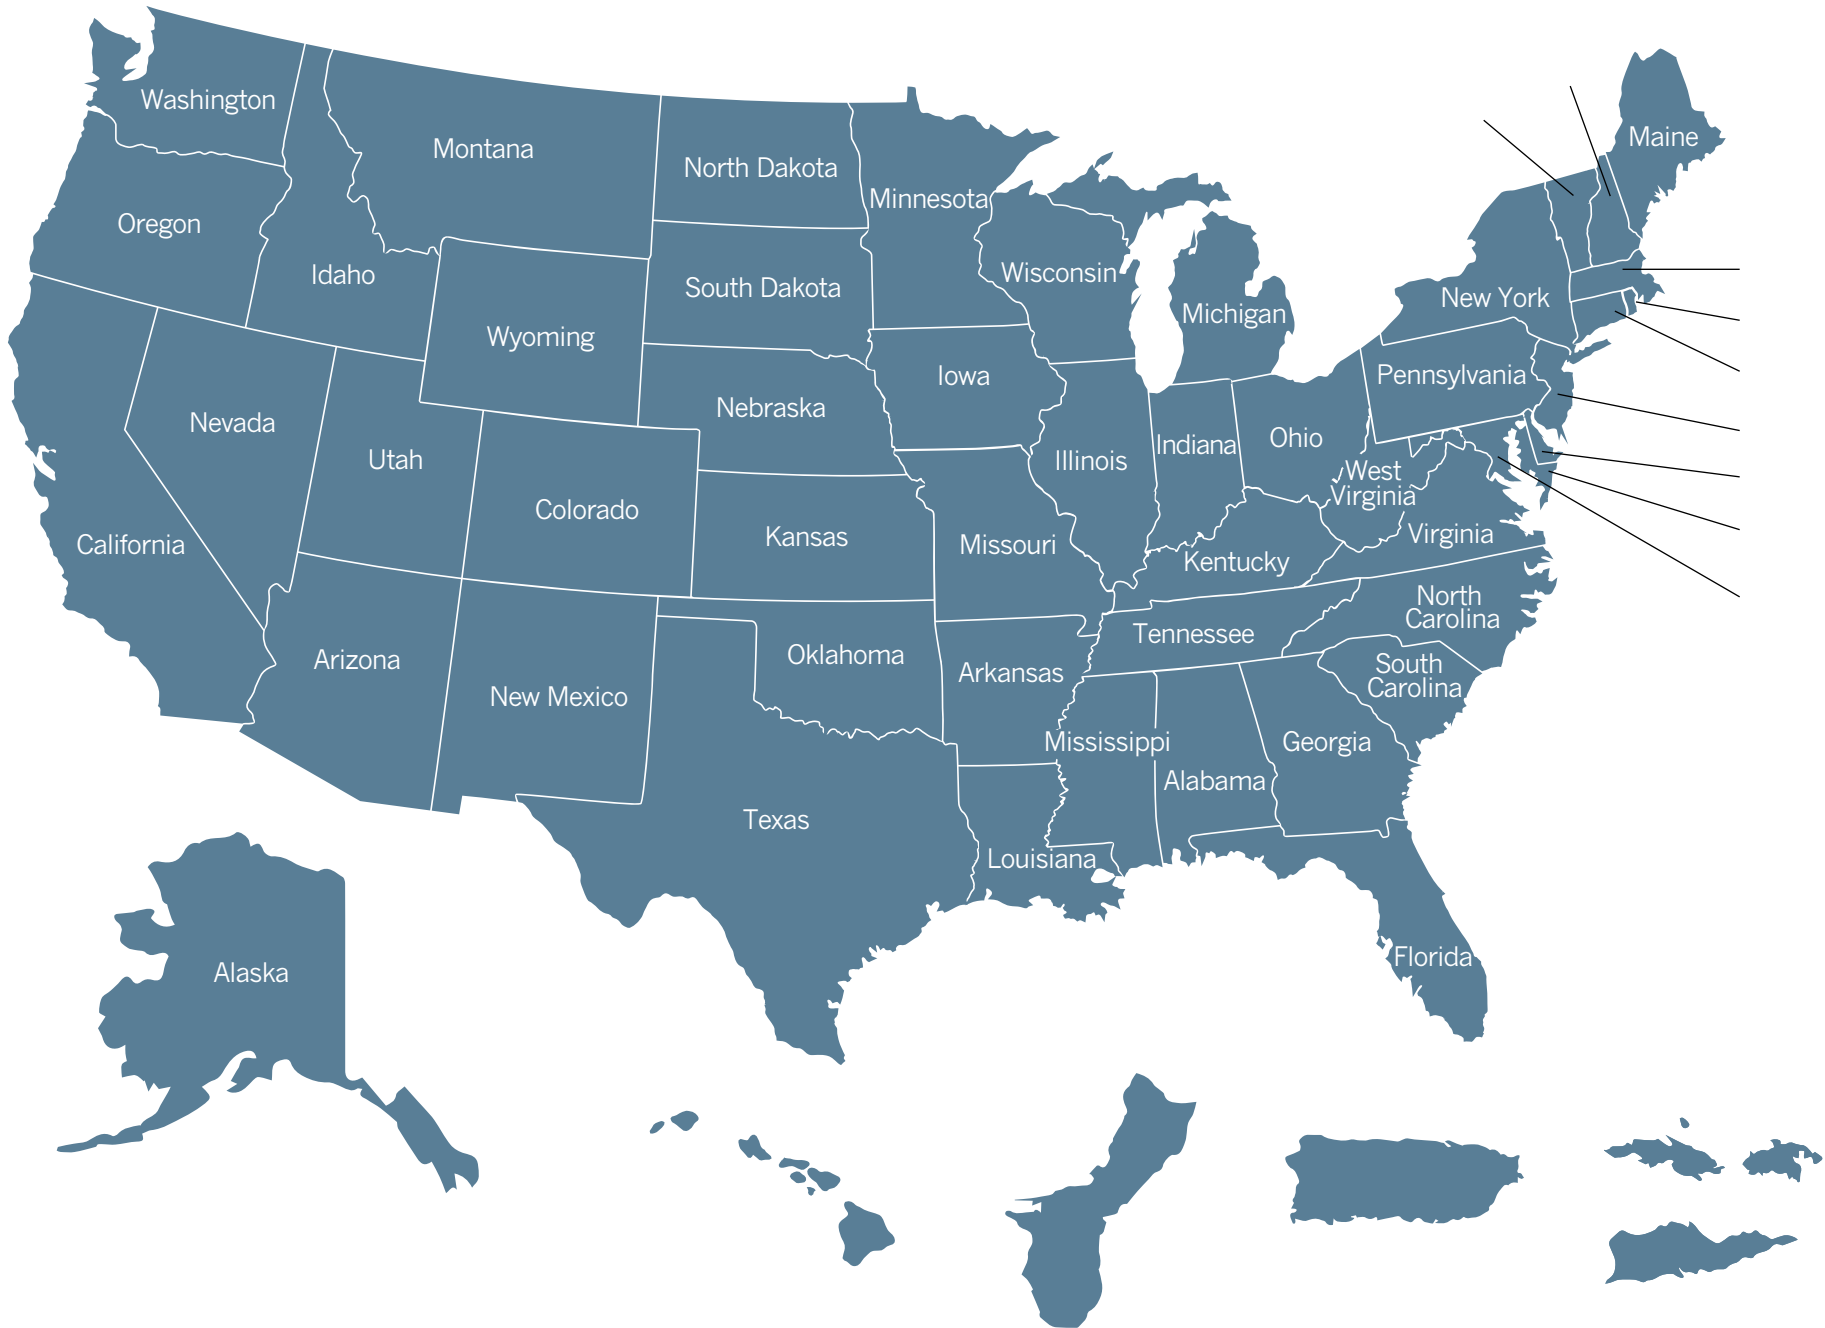 Washington
Montana
Maine
North Dakota
Minnesota
Oregon
Idaho
Wisconsin
South Dakota
New York
Michigan
Wyoming
Iowa
Pennsylvania
Nebraska
Nevada
Ohio
Indiana
Utah
Illinois
West
Virginia
Colorado
Virginia
Kansas
California
Missouri
Kentucky
North
Carolina
Tennessee
Oklahoma
Arizona
South
Carolina
Arkansas
New Mexico
Mississippi
Georgia
Alabama
Texas
Louisiana
Florida
Alaska